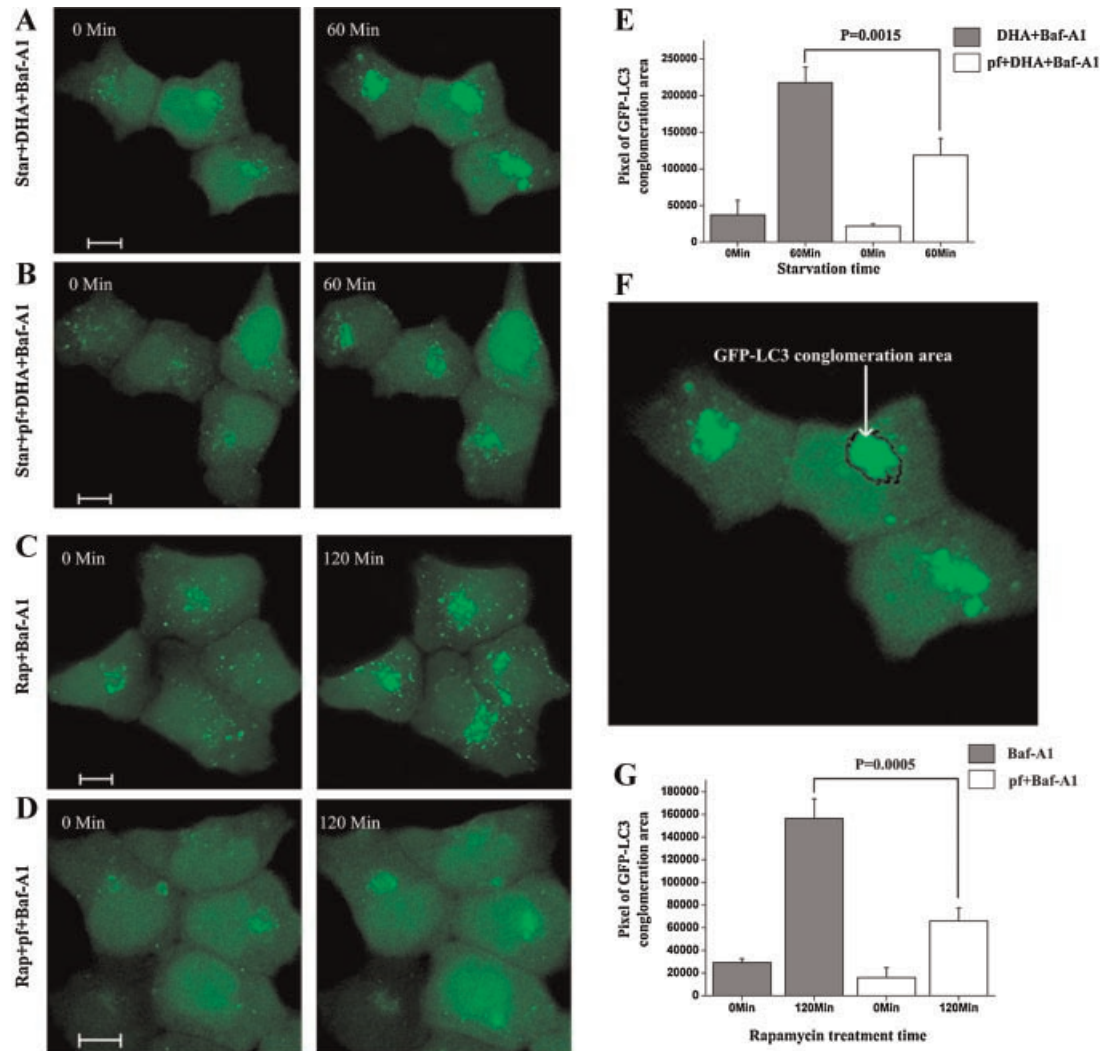 A
0 Min
60 Min
Star+DHA+Baf-A1
B
0 Min
60 Min
Star+pf+DHA+Baf-A1
C
0 Min
120 Min
Rap+Baf-A1
D
0 Min
120 Min
Rap+pf+Baf-A1
E
P=0.0015
DHA+Baf-A1
pf+DHA+Baf-A1
Pixel of GFP-LC3
conglomeration area
250000
200000
150000
100000
50000
0
0Min
60Min
0Min
60Min
Starvation time
F
GFP-LC3 conglomeration area
G
P=0.0005
Baf-A1
pf+Baf-A1
Pixel of GFP-LC3
conglomeration area
180000
160000
140000
120000
100000
80000
60000
40000
20000
0
0Min
120Min
0Min
120Min
Rapamycin treatment time